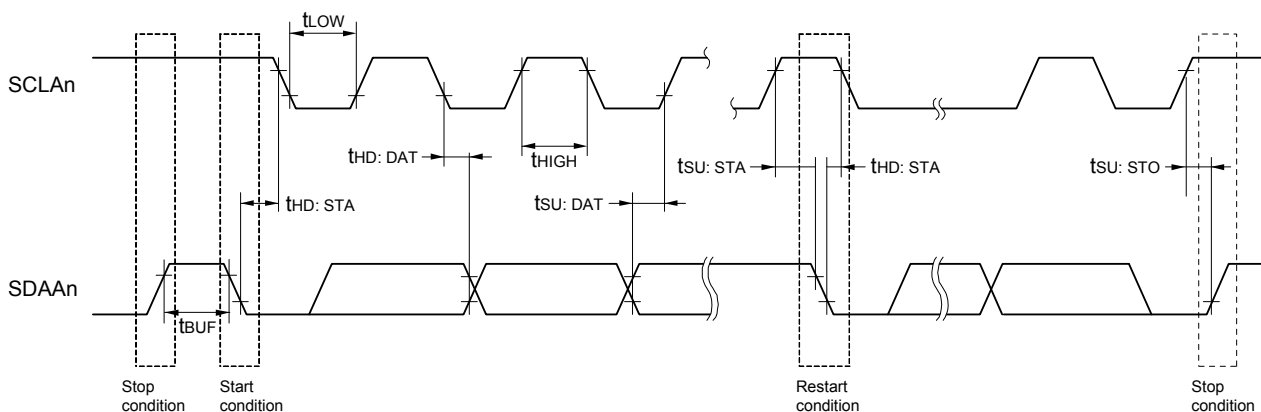 tLOW
SCLAn
tHD: DAT
tHIGH
tSU: STA
tHD: STA
tSU: STO
tHD: STA
tSU: DAT
SDAAn
tBUF
Stop
condition
Start
condition
Restart
condition
Stop
condition